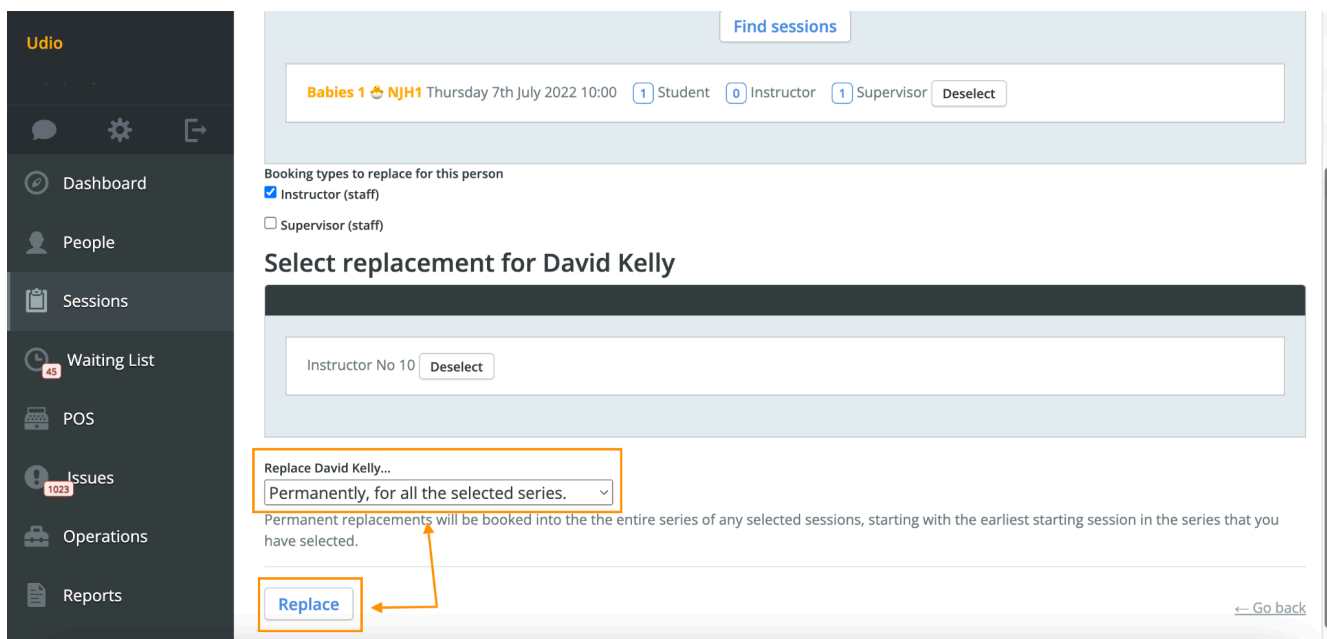 Udio
Find sessions
Babies 1 🐣 NJH1 Thursday 7th July 2022 10:00 1 Student 0 Instructor 1 Supervisor Deselect
Dashboard
People
Sessions
45 Waiting List
POS
1023 Issues
Operations
Reports
Booking types to replace for this person
Instructor (staff)
Supervisor (staff)
Select replacement for David Kelly
Instructor No 10 Deselect
Replace David Kelly...
Permanently, for all the selected series.
Permanent replacements will be booked into the the entire series of any selected sessions, starting with the earliest starting session in the series that you
have selected.
Replace
← Go back